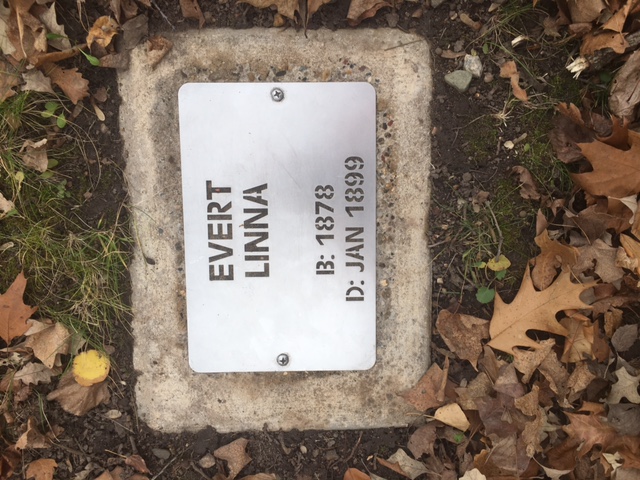 EVERT
LINNA
B: 1878
D: JAN 1899